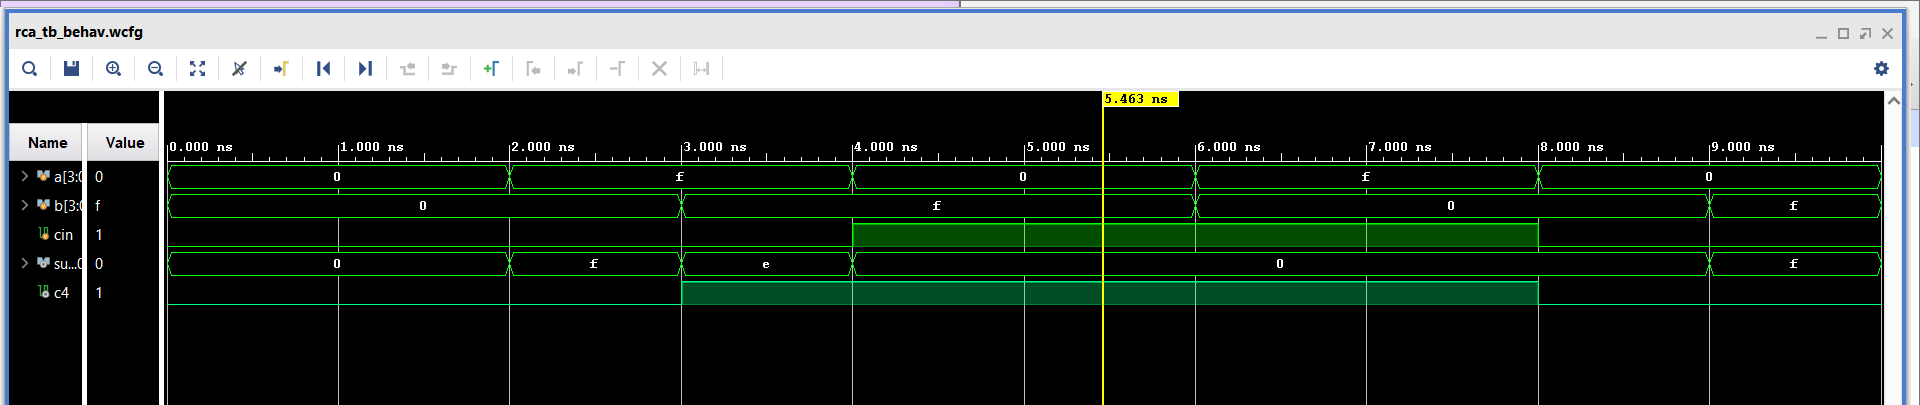 rca_tb_behav.wcfg
5.463 ns
Name Value 0.000 ns 1.000 ns 2.000 ns 3.000 ns 4.000 ns 5.000 ns 6.000 ns 7.000 ns 8.000 ns 9.000 ns
a[3:0 0 0 f 0 f 0
b[3:0 f 0 f 0 f
cin 1
su...0 0 0 f e 0 f
c4 1